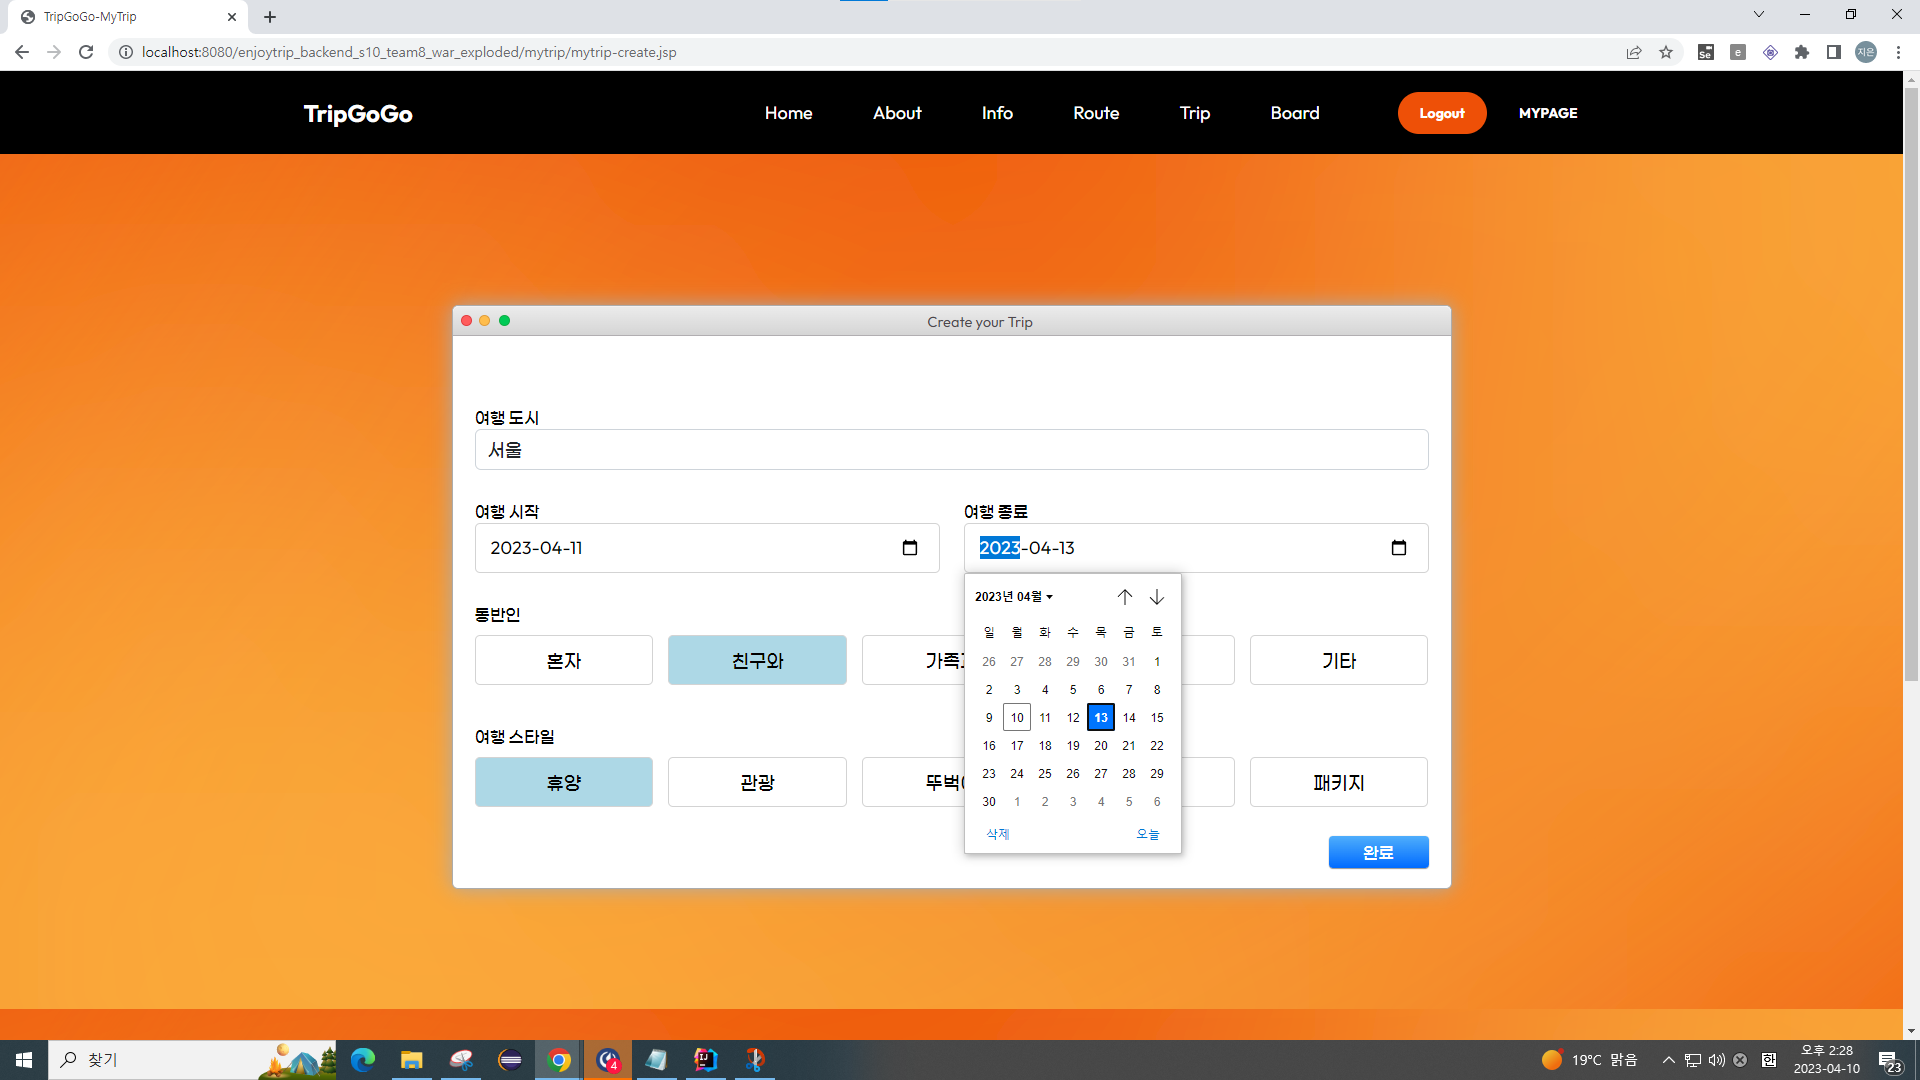 TripGoGo-MyTrip
localhost:8080/enjoytrip_backend_s10_team8_war_exploded/mytrip/mytrip-create.jsp
Se
e
지은
TripGoGo
Home About Info Route Trip Board Logout MYPAGE
Create your Trip
여행 도시
서울
여행 시작 여행 종료
2023-04-11 2023-04-13
2023년 04월
일 월 화 수 목 금 토
26 27 28 29 30 31 1
2 3 4 5 6 7 8
9 10 11 12 13 14 15
16 17 18 19 20 21 22
23 24 25 26 27 28 29
30 1 2 3 4 5 6
삭제 오늘
동반인
혼자 친구와 가족 기타
여행 스타일
휴양 관광 뚜벅 패키지
완료
찾기
4
IJ
19°C 맑음
한
오후 2:28
2023-04-10
23